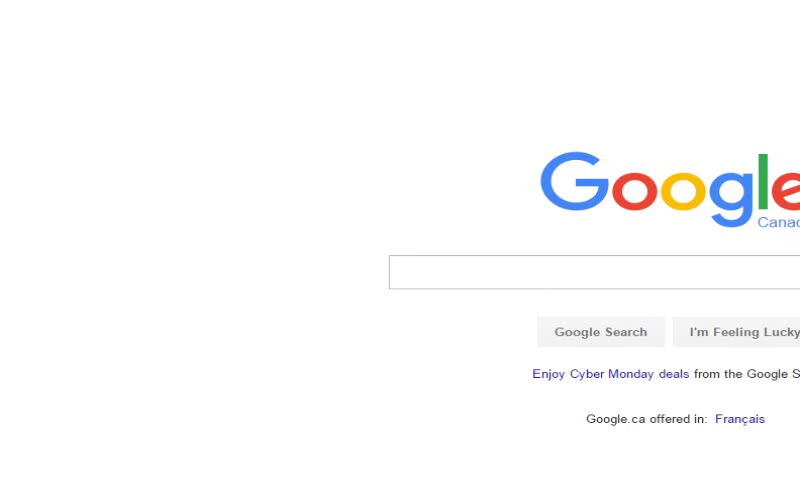 Google
Canad
Google Search I'm Feeling Lucky
Enjoy Cyber Monday deals from the Google S
Google.ca offered in: Français